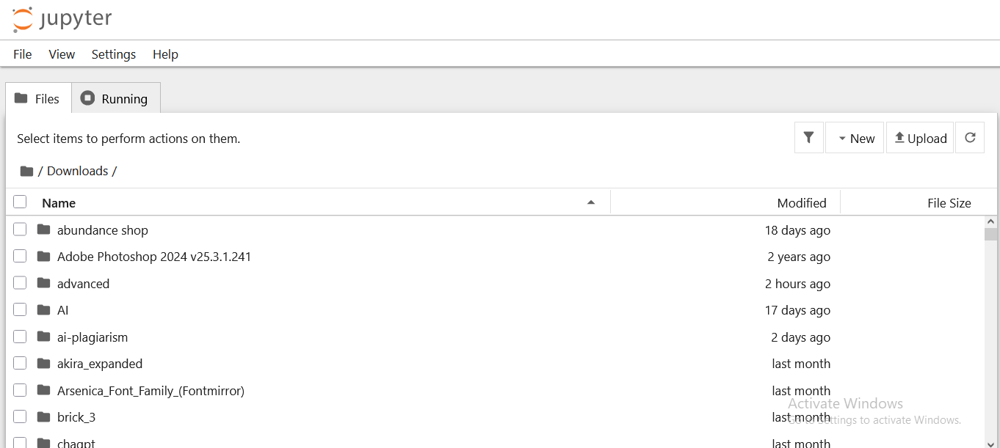 jupyter
File View Settings Help
Files Running
Select items to perform actions on them.
New Upload
/ Downloads /
Name Modified File Size
abundance shop 18 days ago
Adobe Photoshop 2024 v25.3.1.241 2 years ago
advanced 2 hours ago
AI 17 days ago
ai-plagiarism 2 days ago
akira_expanded last month
Arsenica_Font_Family_(Fontmirror) last month
Activate Windows
brick_3 last month
Go to Settings to activate Windows.
chagpt last month